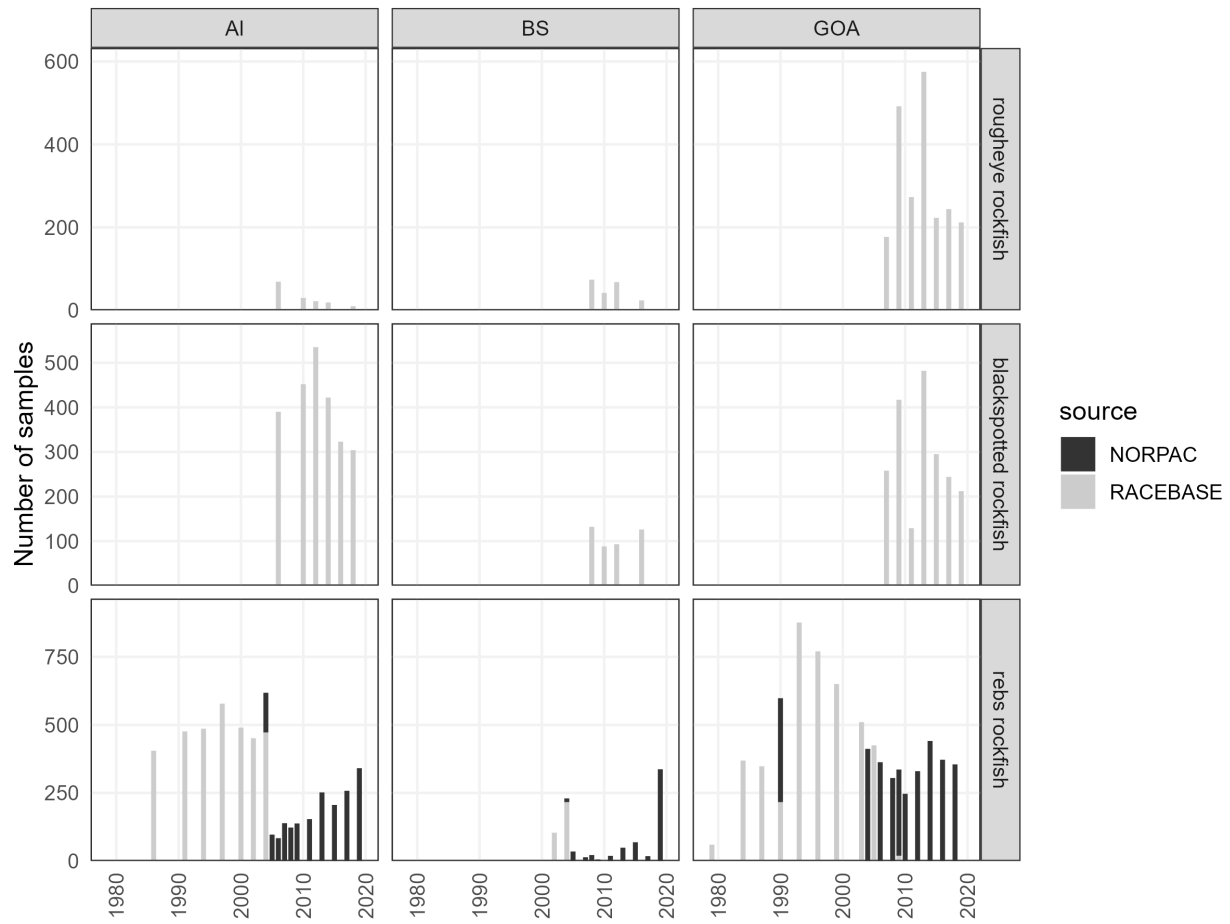 AI BS GOA
600
400
200
0
rougheye rockfish
500
400
300
200
100
0
blackspotted rockfish
750
500
250
0
rebs rockfish
Number of samples
1980 1990 2000 2010 2020 1980 1990 2000 2010 2020 1980 1990 2000 2010 2020
source
NORPAC
RACEBASE